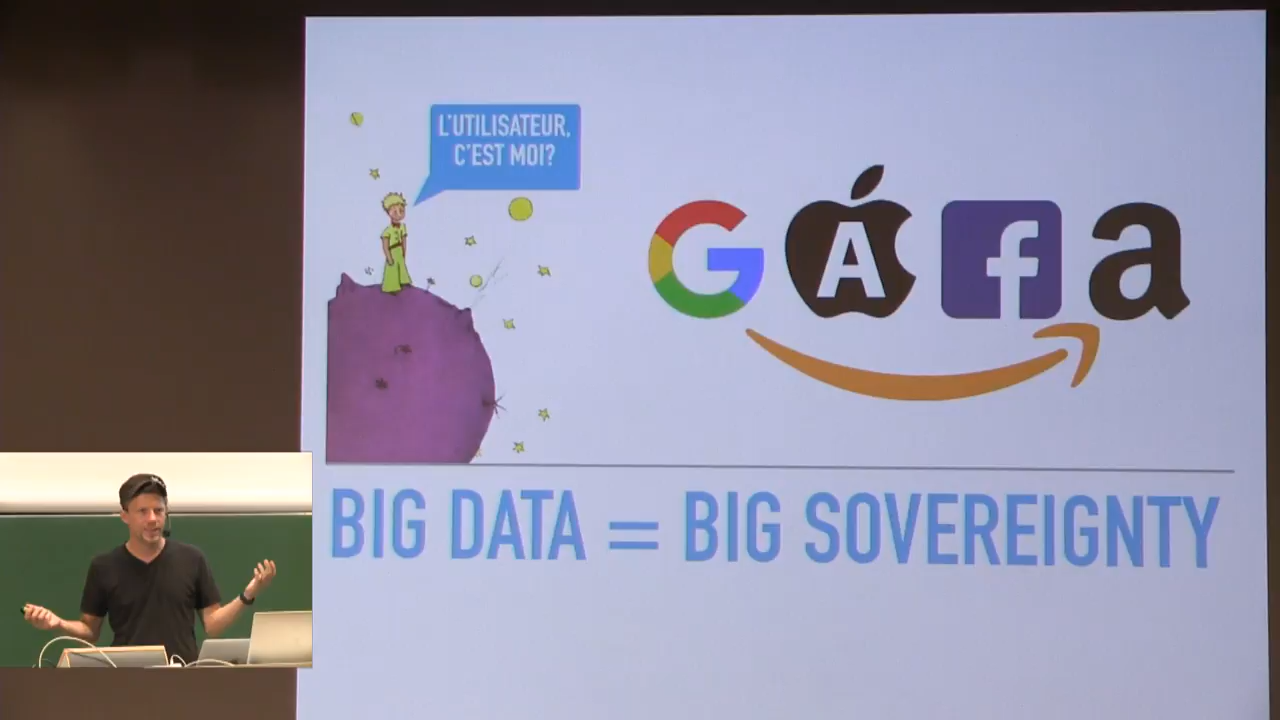 L'UTILISATEUR,
C'EST MOI?
G A f a
BIG DATA = BIG SOVEREIGNTY